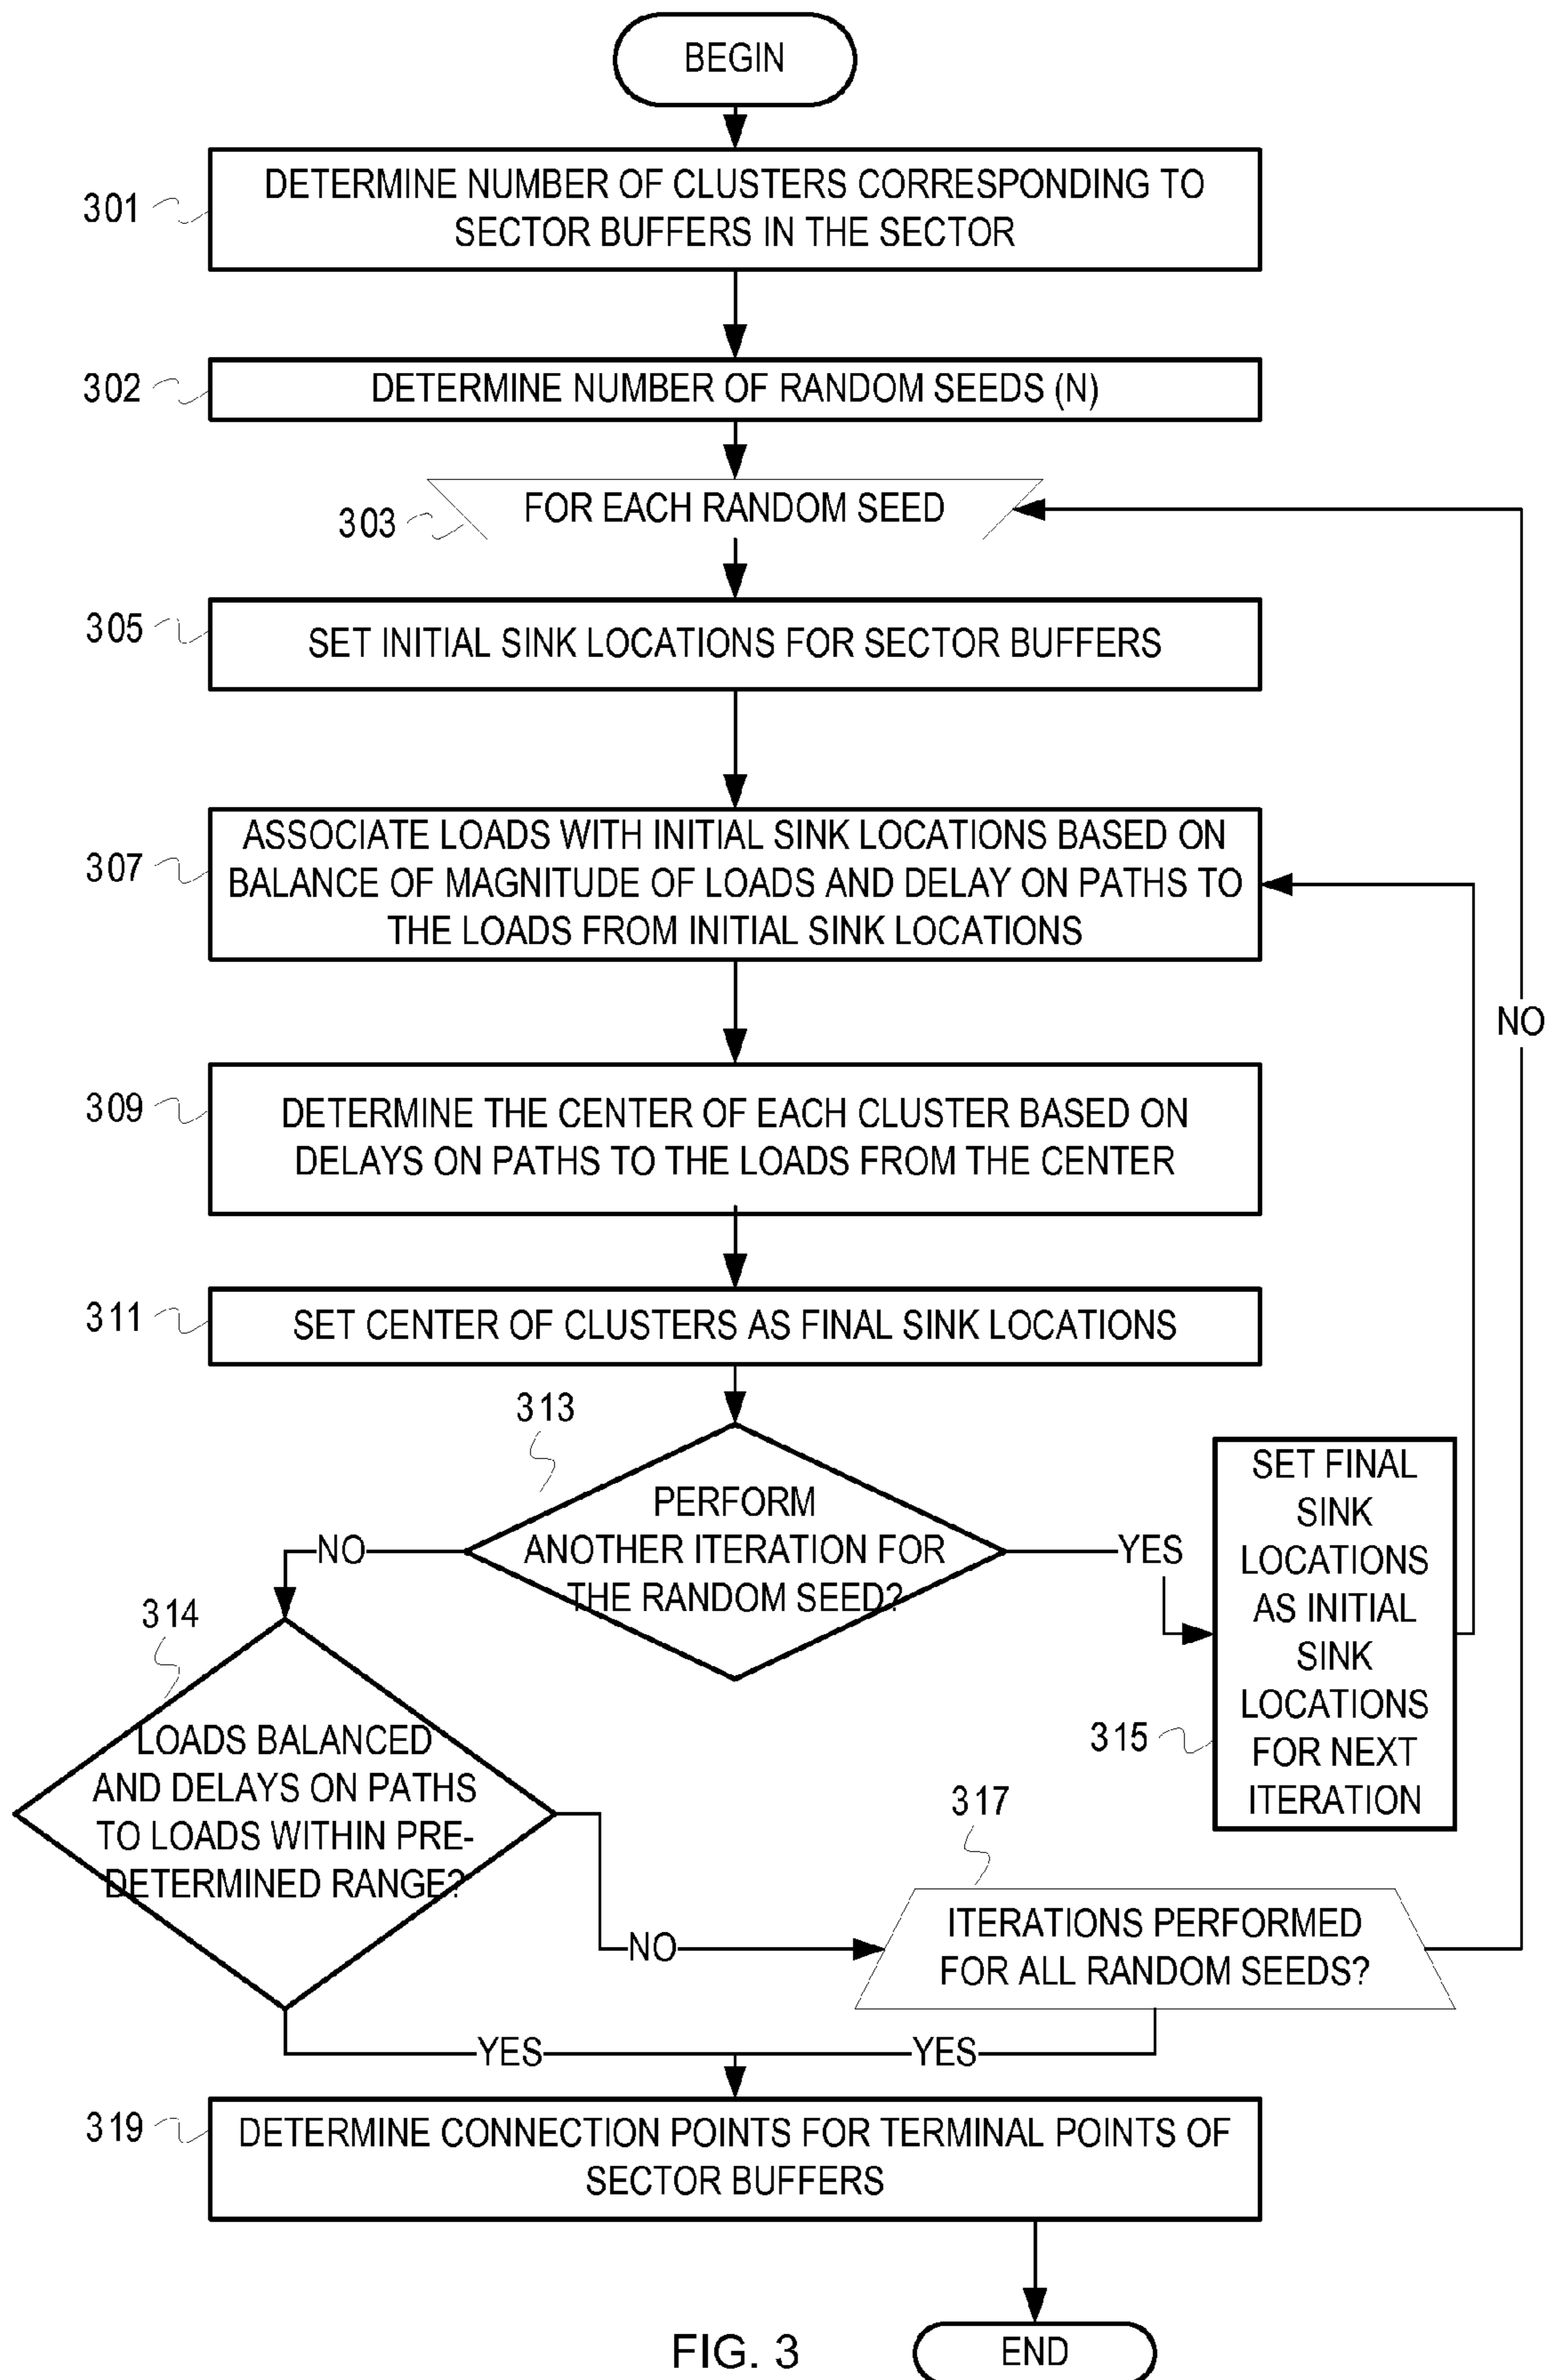 BEGIN
301
DETERMINE NUMBER OF CLUSTERS CORRESPONDING TO
SECTOR BUFFERS IN THE SECTOR
302
DETERMINE NUMBER OF RANDOM SEEDS (N)
303
FOR EACH RANDOM SEED
305
SET INITIAL SINK LOCATIONS FOR SECTOR BUFFERS
307
ASSOCIATE LOADS WITH INITIAL SINK LOCATIONS BASED ON
BALANCE OF MAGNITUDE OF LOADS AND DELAY ON PATHS TO
THE LOADS FROM INITIAL SINK LOCATIONS
NO
309
DETERMINE THE CENTER OF EACH CLUSTER BASED ON
DELAYS ON PATHS TO THE LOADS FROM THE CENTER
311
SET CENTER OF CLUSTERS AS FINAL SINK LOCATIONS
313
PERFORM
ANOTHER ITERATION FOR
THE RANDOM SEED?
NO
YES
315
SET FINAL
SINK
LOCATIONS
AS INITIAL
SINK
LOCATIONS
FOR NEXT
ITERATION
314
LOADS BALANCED
AND DELAYS ON PATHS
TO LOADS WITHIN PRE-
DETERMINED RANGE?
NO
317
ITERATIONS PERFORMED
FOR ALL RANDOM SEEDS?
YES
YES
319
DETERMINE CONNECTION POINTS FOR TERMINAL POINTS OF
SECTOR BUFFERS
END
FIG. 3